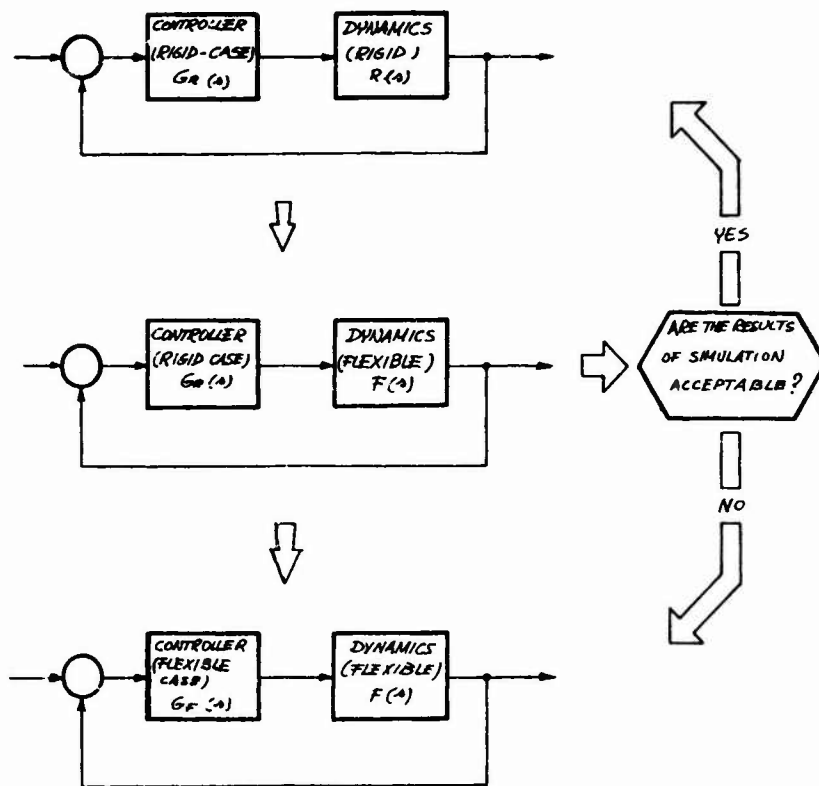 CONTROLLER
(RIGID-CASE)
GR (s)
DYNAMICS
(RIGID)
R(s)
YES
CONTROLLER
(RIGID CASE)
GR (s)
DYNAMICS
(FLEXIBLE)
F(s)
ARE THE RESULTS
OF SIMULATION
ACCEPTABLE?
NO
CONTROLLER
(FLEXIBLE
CASE)
GF (s)
DYNAMICS
(FLEXIBLE)
F(s)